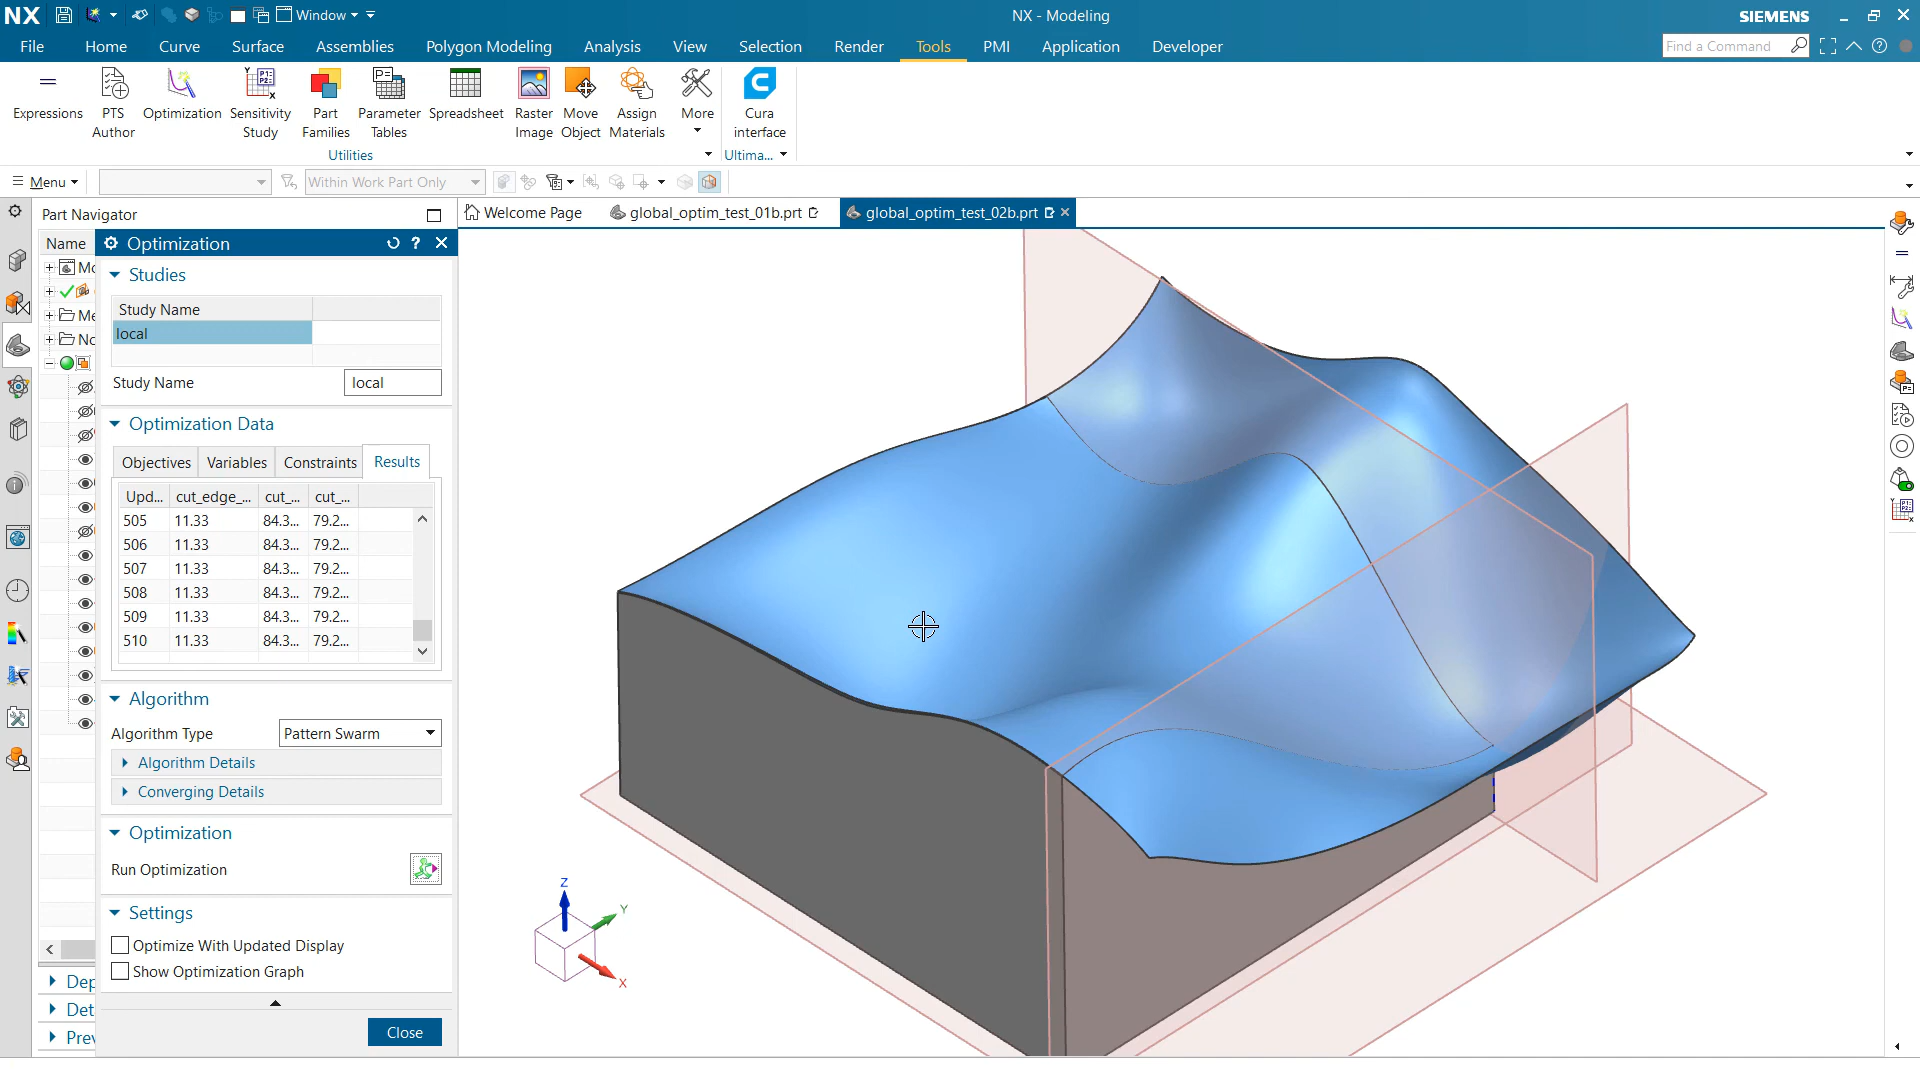 NX
Window
NX - Modeling
SIEMENS
File
Home
Curve
Surface
Assemblies
Polygon Modeling
Analysis
View
Selection
Render
Tools
PMI
Application
Developer
Find a Command
Expressions
PTS
Author
Optimization
Sensitivity
Study
Part
Families
Parameter
Tables
Spreadsheet
Raster
Image
Move
Object
Assign
Materials
More
Cura
interface
Utilities
Ultima...
Menu
Within Work Part Only
Part Navigator
Welcome Page
global_optim_test_01b.prt
global_optim_test_02b.prt
Name
Optimization
Studies
Study Name
local
Study Name
local
Optimization Data
Objectives
Variables
Constraints
Results
Upd...
cut_edge_...
cut_...
cut_...
505 11.33 84.3... 79.2...
506 11.33 84.3... 79.2...
507 11.33 84.3... 79.2...
508 11.33 84.3... 79.2...
509 11.33 84.3... 79.2...
510 11.33 84.3... 79.2...
Algorithm
Algorithm Type
Pattern Swarm
Algorithm Details
Converging Details
Optimization
Run Optimization
Settings
Optimize With Updated Display
Show Optimization Graph
Close
Dep
Det
Prev
Z
Y
X